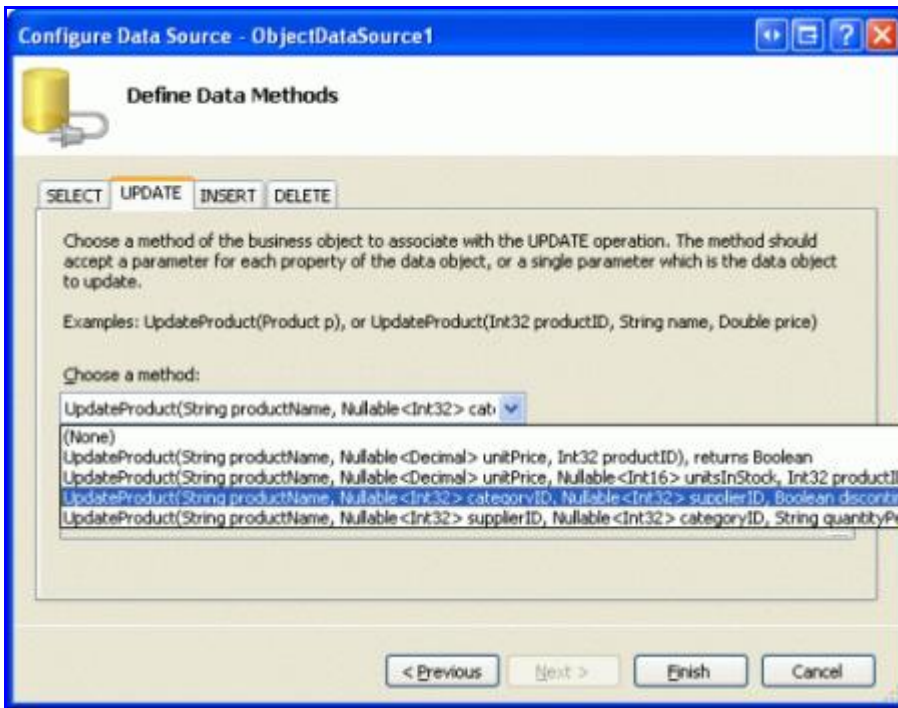 Configure Data Source - ObjectDataSource1
Define Data Methods
SELECT UPDATE INSERT DELETE
Choose a method of the business object to associate with the UPDATE operation. The method should
accept a parameter for each property of the data object, or a single parameter which is the data object
to update.
Examples: UpdateProduct(Product p), or UpdateProduct(Int32 productID, String name, Double price)
Choose a method:
UpdateProduct(String productName, Nullable<Int32> cat
(None)
UpdateProduct(String productName, Nullable<Decimal> unitPrice, Int32 productID), returns Boolean
UpdateProduct(String productName, Nullable<Decimal> unitPrice, Nullable<Int16> unitsInStock, Int32 productI
UpdateProduct(String productName, Nullable<Int32> categoryID, Nullable<Int32> supplierID, Boolean discontin
UpdateProduct(String productName, Nullable<Int32> supplierID, Nullable<Int32> categoryID, String quantityPe
< Previous Next > Finish Cancel